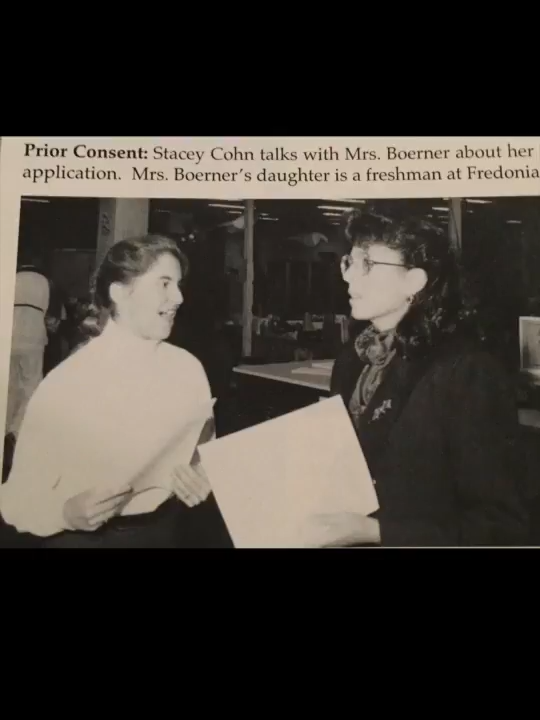 Prior Consent: Stacey Cohn talks with Mrs. Boerner about her
application. Mrs. Boerner's daughter is a freshman at Fredonia